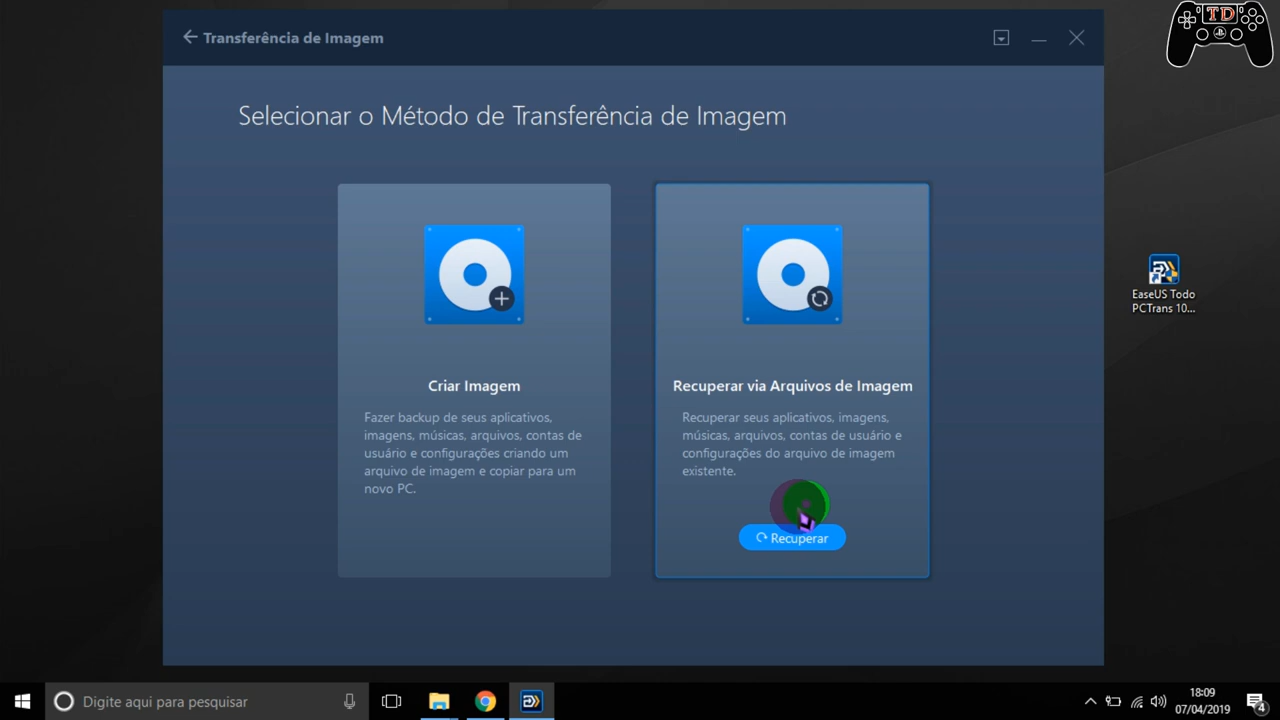 Transferência de Imagem
TD
Selecionar o Método de Transferência de Imagem
EaseUS Todo
PCTrans 10...
Criar Imagem
Fazer backup de seus aplicativos,
imagens, músicas, arquivos, contas de
usuário e configurações criando um
arquivo de imagem e copiar para um
novo PC.
Recuperar via Arquivos de Imagem
Recuperar seus aplicativos, imagens,
músicas, arquivos, contas de usuário e
configurações do arquivo de imagem
existente.
Recuperar
Digite aqui para pesquisar
18:09
07/04/2019
4